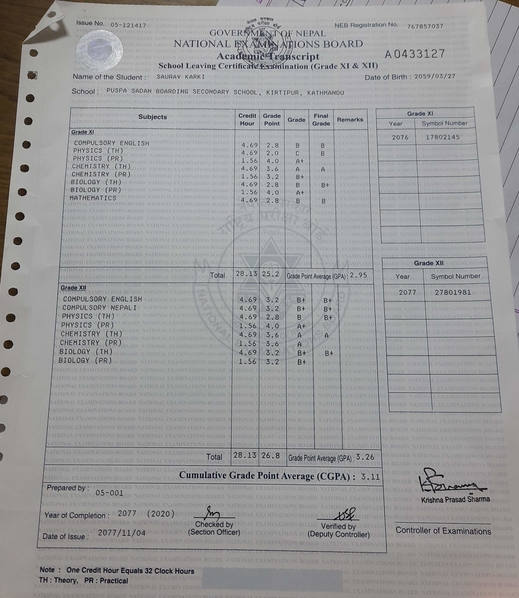 Issue No. 05-121417
NEB Registration No. 767857037
GOVERNMENT OF NEPAL
NATIONAL EXAMINATIONS BOARD
Academic Transcript
A0433127
School Leaving Certificate Examination (Grade XI & XII)
Name of the Student : SAURAV KARKI
Date of Birth : 2059/03/27
School : PUSPA SADAN BOARDING SECONDARY SCHOOL, KIRTIPUR, KATHMANDU
Subjects Credit Hour Grade Point Grade Final Grade Remarks
Grade XI
COMPULSORY ENGLISH 4.69 2.8 B B
PHYSICS (TH) 4.69 2.0 C B
PHYSICS (PR) 1.56 4.0 A+
CHEMISTRY (TH) 4.69 3.6 A A
CHEMISTRY (PR) 1.56 3.2 B+
BIOLOGY (TH) 4.69 2.8 B B+
BIOLOGY (PR) 1.56 4.0 A+
MATHEMATICS 4.69 2.8 B B
Total 28.13 25.2 Grade Point Average (GPA) : 2.95
Grade XI
Year Symbol Number
2076 17802145
Grade XII
COMPULSORY ENGLISH 4.69 3.2 B+ B+
COMPULSORY NEPALI 4.69 3.2 B+ B+
PHYSICS (TH) 4.69 2.8 B B+
PHYSICS (PR) 1.56 4.0 A+
CHEMISTRY (TH) 4.69 3.6 A A
CHEMISTRY (PR) 1.56 3.6 A
BIOLOGY (TH) 4.69 3.2 B+ B+
BIOLOGY (PR) 1.56 3.2 B+
Total 28.13 26.8 Grade Point Average (GPA) : 3.26
Grade XII
Year Symbol Number
2077 27801981
Cumulative Grade Point Average (CGPA) : 3.11
Prepared by : 05-001
Year of Completion : 2077 (2020)
Date of Issue : 2077/11/04
Checked by
(Section Officer)
Verified by
(Deputy Controller)
Krishna Prasad Sharma
Controller of Examinations
Note : One Credit Hour Equals 32 Clock Hours
TH : Theory, PR : Practical